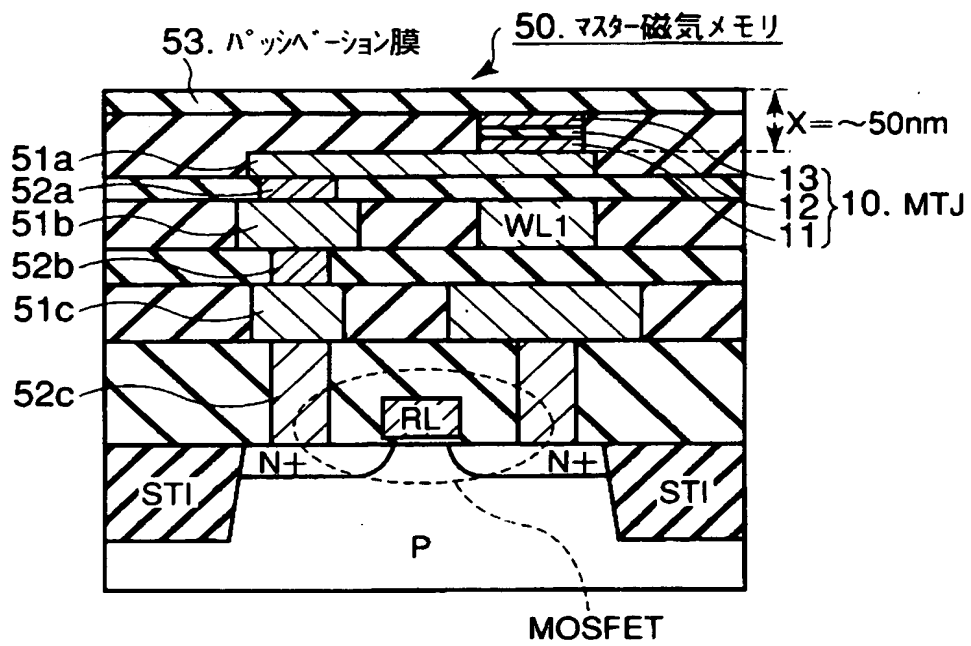 50. マスター磁気メモリ
53. パッシベーション膜
X=~50nm
51a
52a
51b
52b
51c
52c
13
12
11
10. MTJ
WL1
RL
N+
N+
STI
STI
P
MOSFET